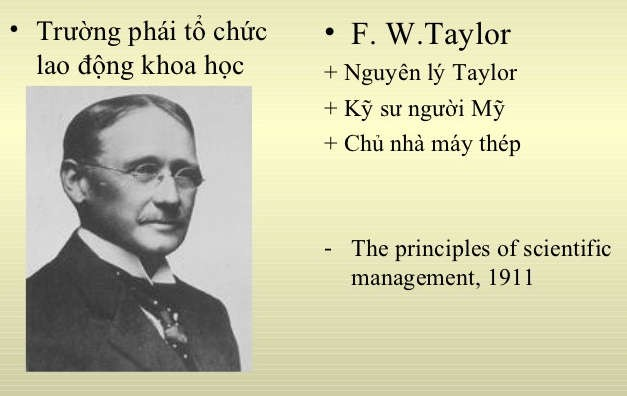 • Trường phái tổ chức
lao động khoa học
• F. W.Taylor
+ Nguyên lý Taylor
+ Kỹ sư người Mỹ
+ Chủ nhà máy thép
- The principles of scientific
management, 1911